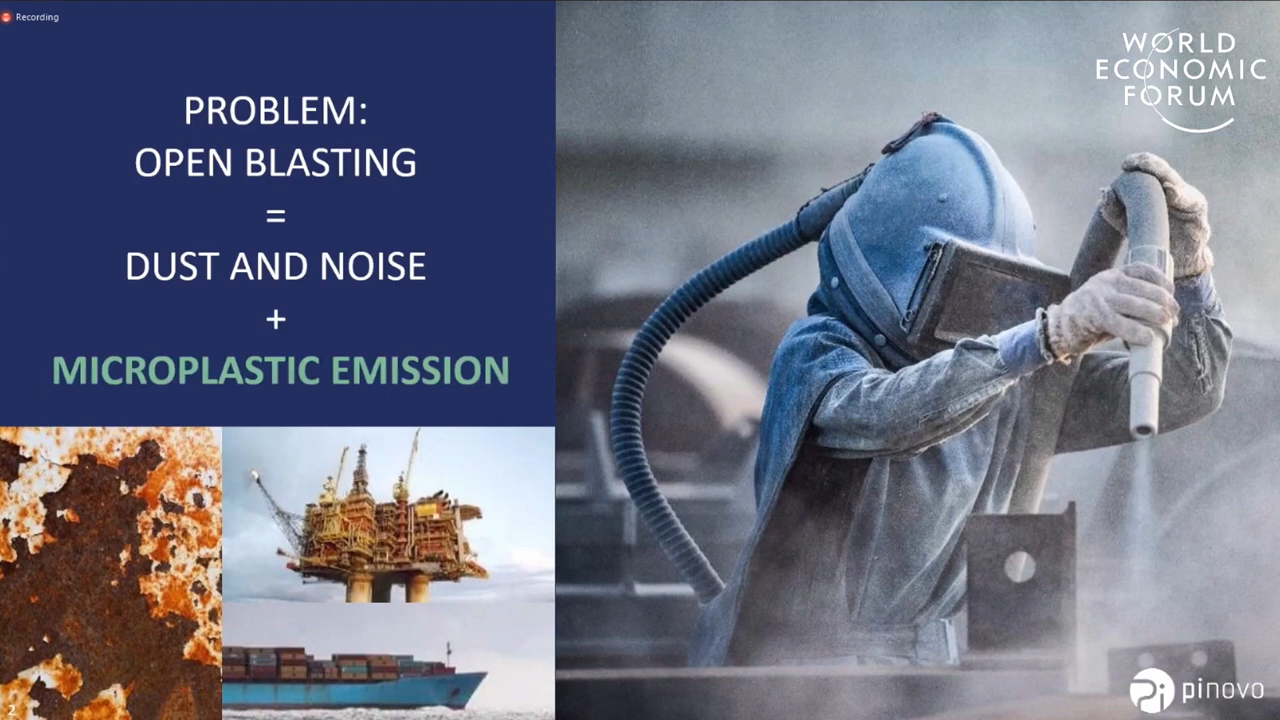 Recording
PROBLEM:
OPEN BLASTING
=
DUST AND NOISE
+
MICROPLASTIC EMISSION
2
WORLD
ECONOMIC
FORUM
pinovo